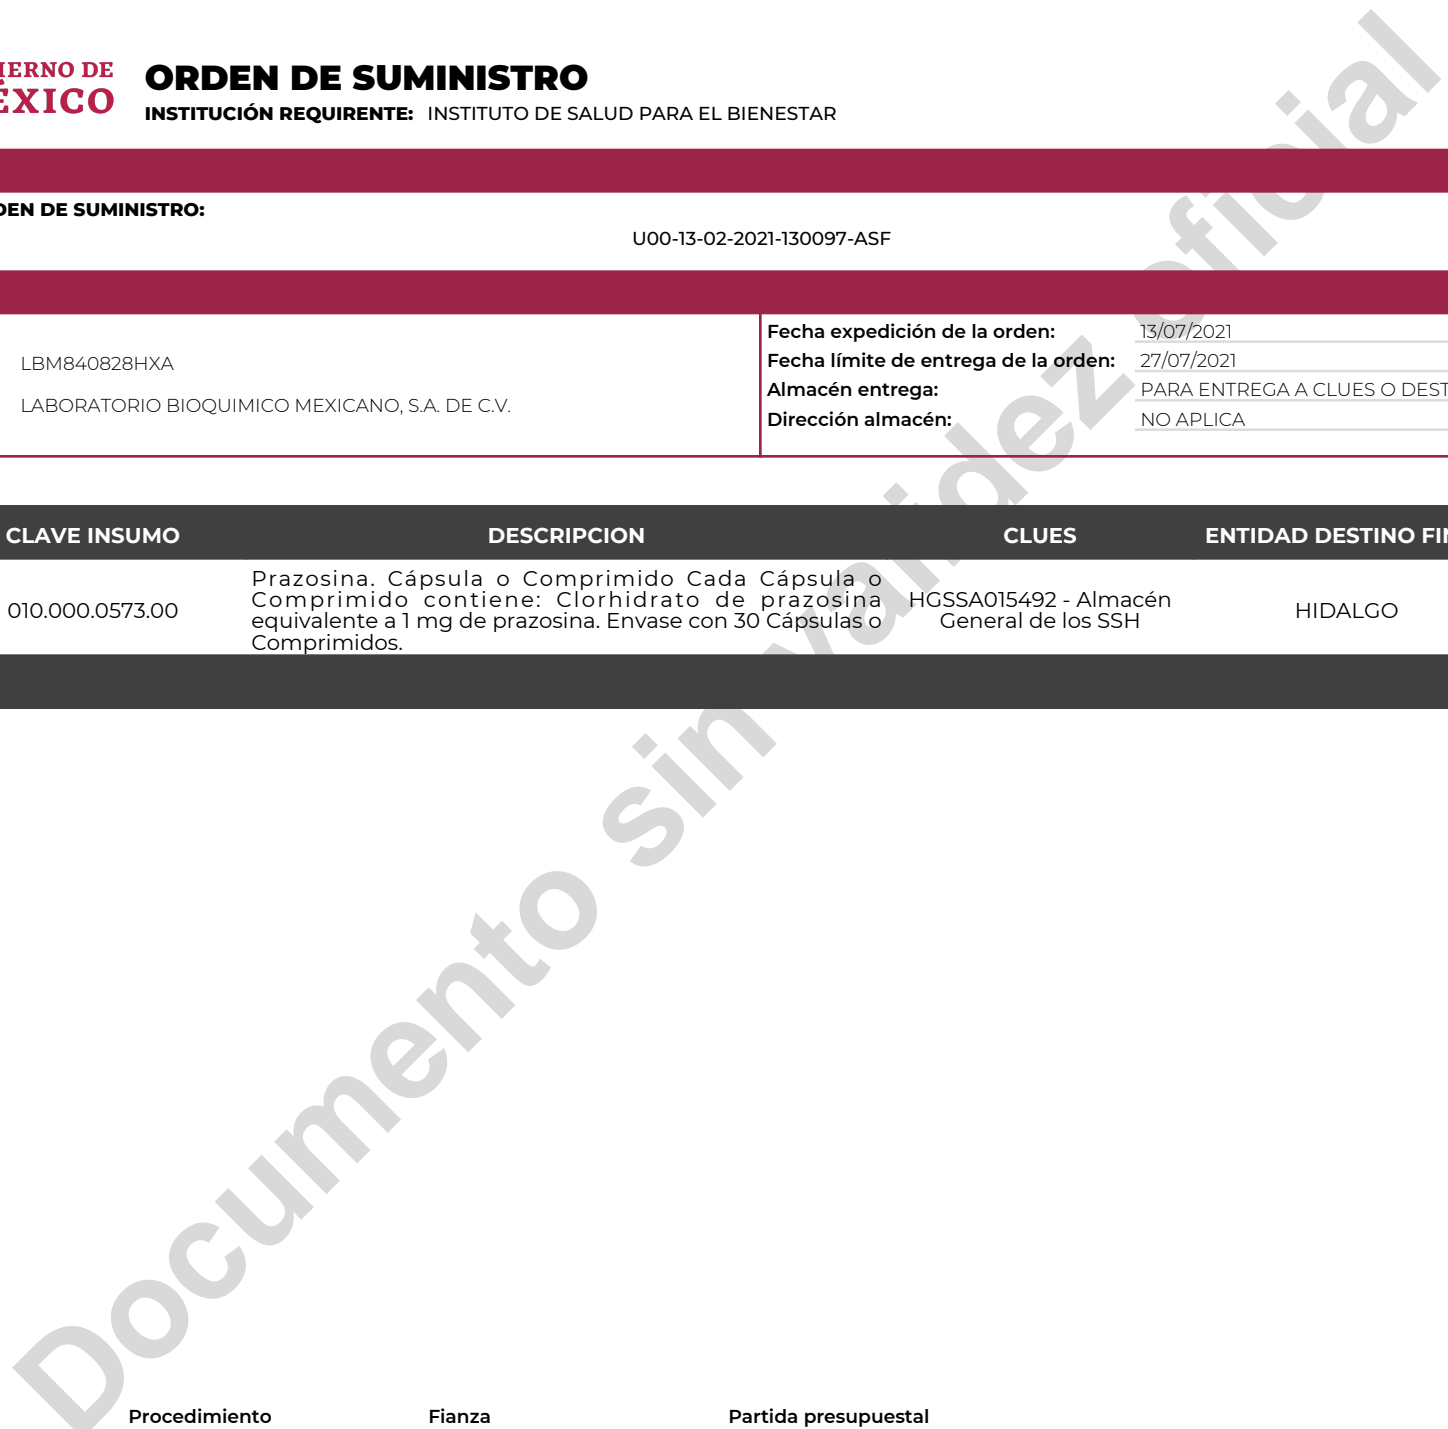 IERNO DE
ÉXICO
ORDEN DE SUMINISTRO
INSTITUCIÓN REQUIRENTE: INSTITUTO DE SALUD PARA EL BIENESTAR
DEN DE SUMINISTRO:
U00-13-02-2021-130097-ASF
LBM840828HXA
LABORATORIO BIOQUIMICO MEXICANO, S.A. DE C.V.
Fecha expedición de la orden: 13/07/2021
Fecha límite de entrega de la orden: 27/07/2021
Almacén entrega: PARA ENTREGA A CLUES O DEST
Dirección almacén: NO APLICA
CLAVE INSUMO DESCRIPCION CLUES ENTIDAD DESTINO FIN
010.000.0573.00
Prazosina. Cápsula o Comprimido Cada Cápsula o
Comprimido contiene: Clorhidrato de prazosina
equivalente a 1 mg de prazosina. Envase con 30 Cápsulas o
Comprimidos.
HGSSA015492 - Almacén
General de los SSH
HIDALGO
Documento sin validez oficial
Procedimiento Fianza Partida presupuestal